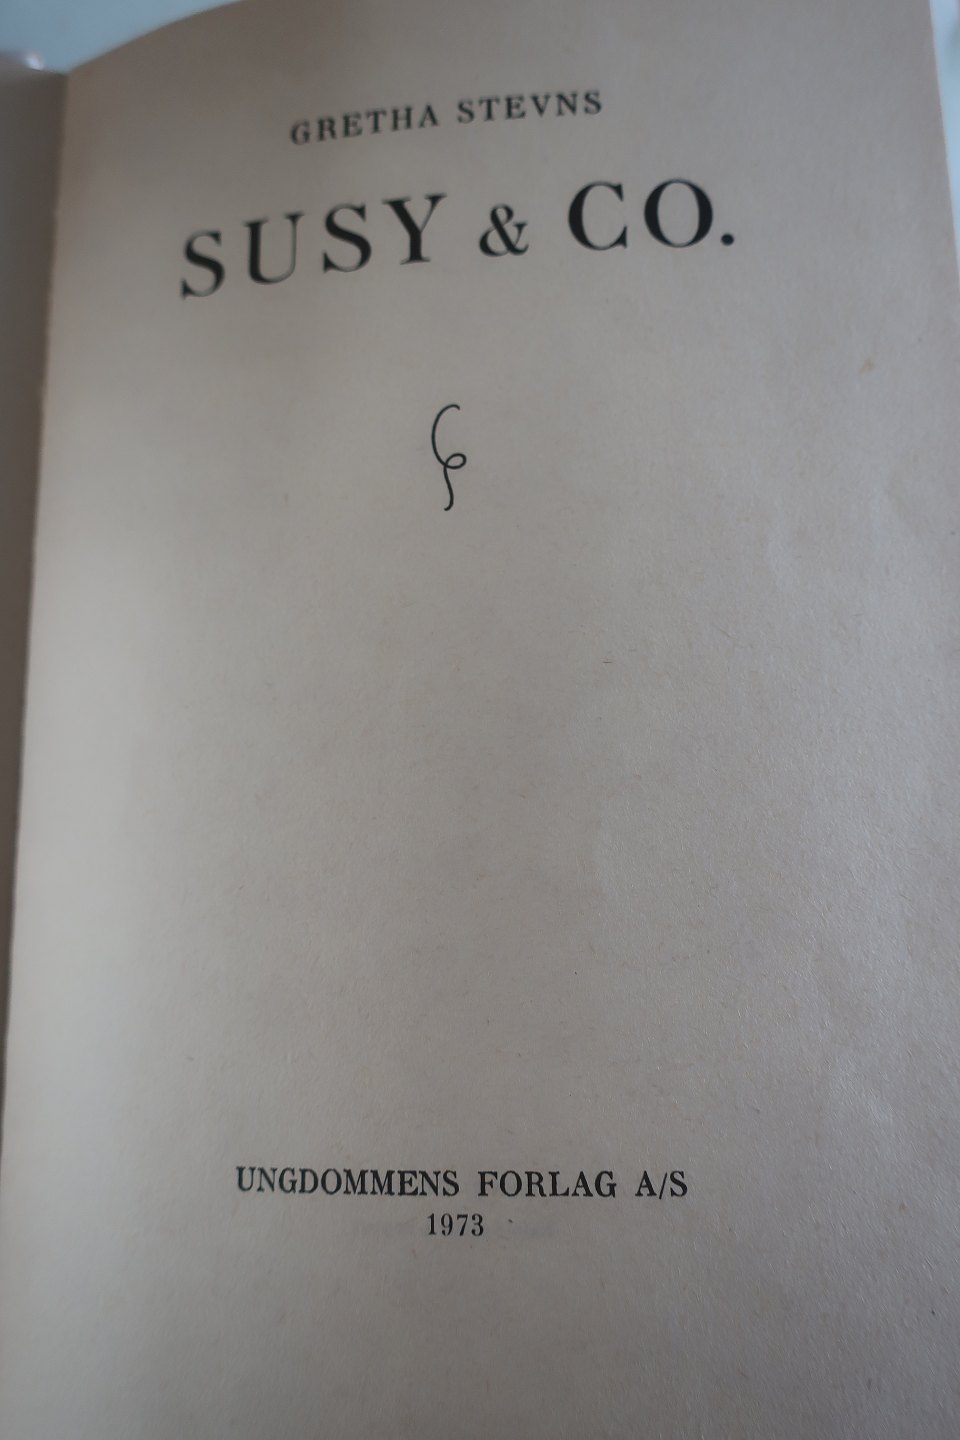 GRETHA STEVNS
SUSY & CO.
UNGDOMMENS FORLAG A/S
1973